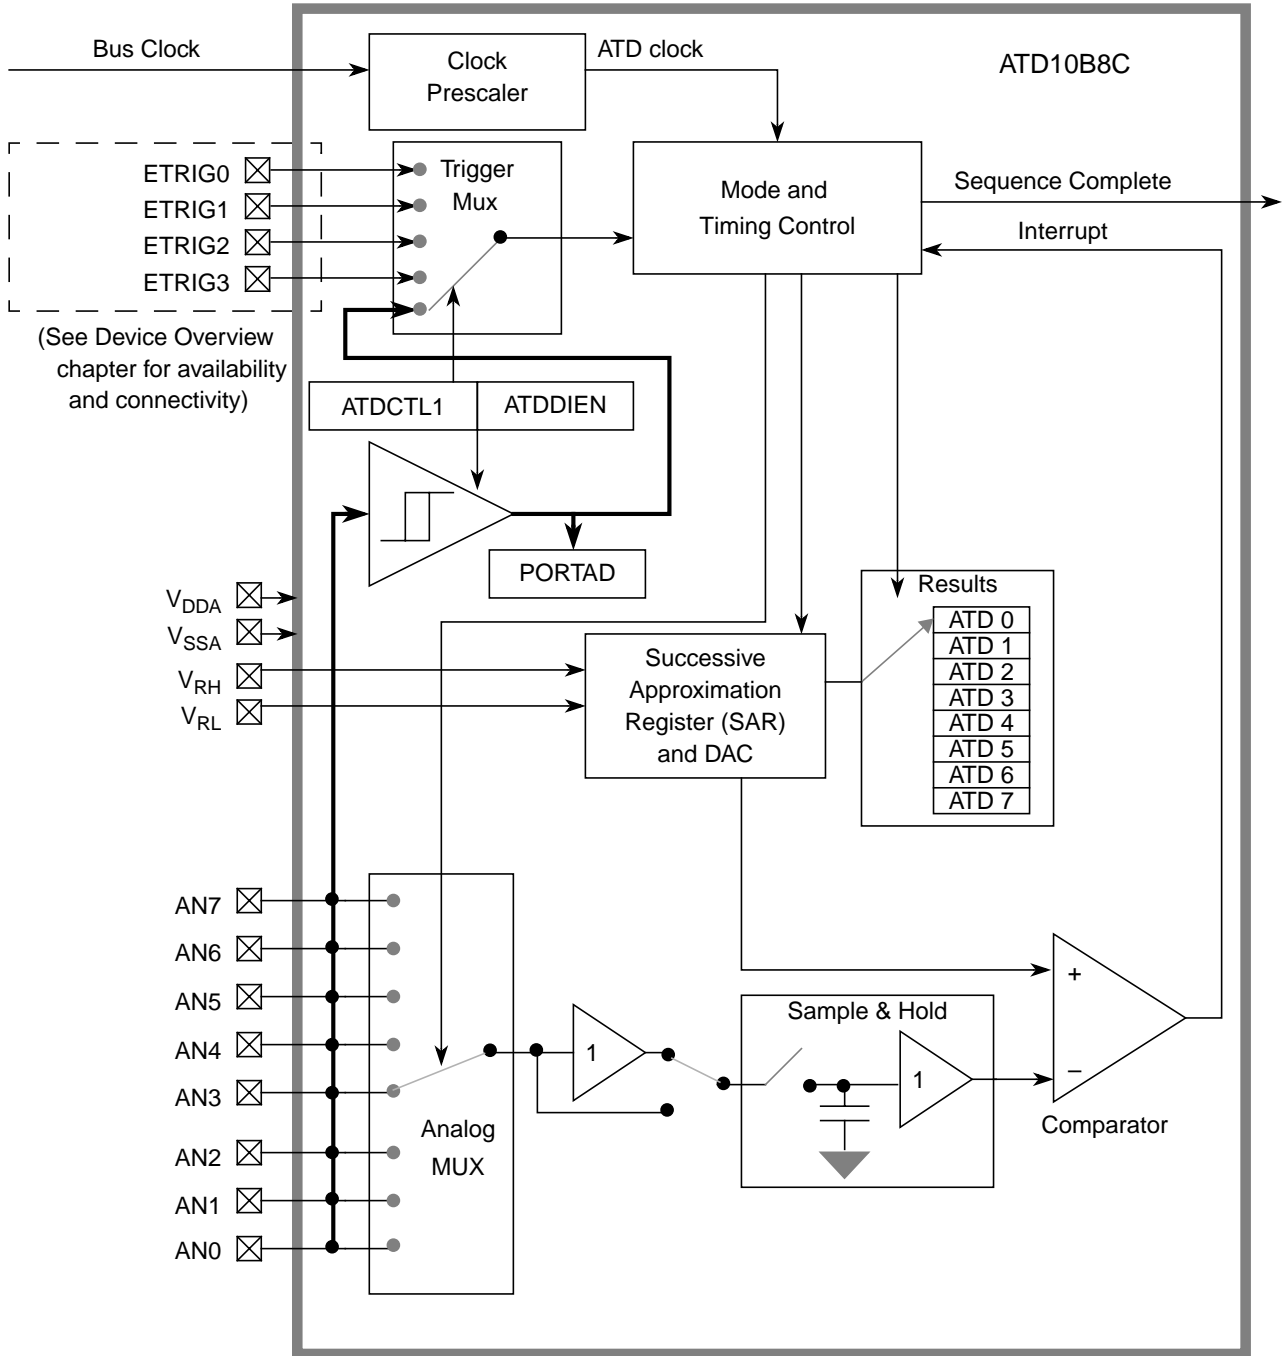 Bus Clock
Clock
Prescaler
ATD clock
ATD10B8C
ETRIG0
ETRIG1
ETRIG2
ETRIG3
(See Device Overview
chapter for availability
and connectivity)
Trigger
Mux
Mode and
Timing Control
Sequence Complete
Interrupt
ATDCTL1
ATDDIEN
PORTAD
VDDA
VSSA
VRH
VRL
Successive
Approximation
Register (SAR)
and DAC
Results
ATD 0
ATD 1
ATD 2
ATD 3
ATD 4
ATD 5
ATD 6
ATD 7
AN7
AN6
AN5
AN4
AN3
AN2
AN1
AN0
Analog
MUX
1
Sample & Hold
1
+
–
Comparator